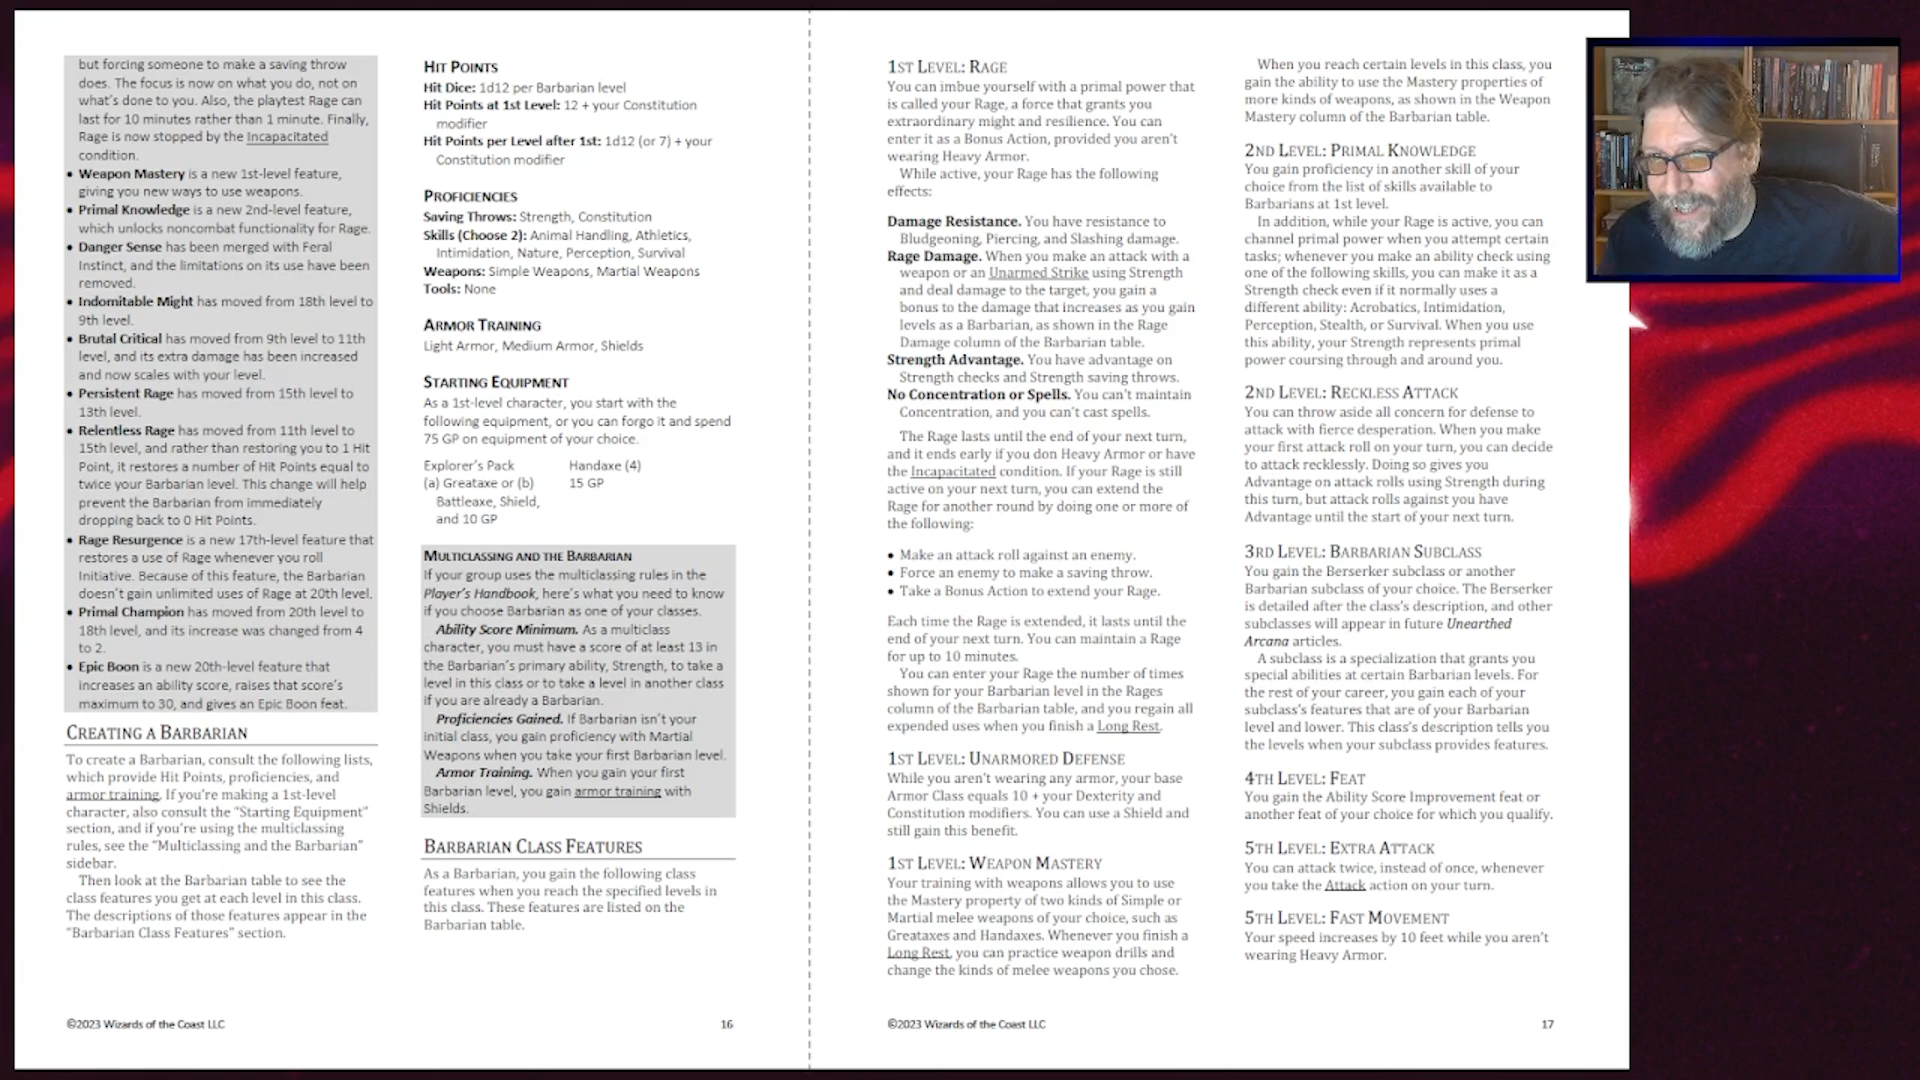 but forcing someone to make a saving throw
does. The focus is now on what you do, not on
what's done to you. Also, the playtest Rage can
last for 10 minutes rather than 1 minute. Finally,
Rage is now stopped by the Incapacitated
condition.
• Weapon Mastery is a new 1st-level feature,
giving you new ways to use weapons.
• Primal Knowledge is a new 2nd-level feature,
which unlocks noncombat functionality for Rage.
• Danger Sense has been merged with Feral
Instinct, and the limitations on its use have been
removed.
• Indomitable Might has moved from 18th level to
9th level.
• Brutal Critical has moved from 9th level to 11th
level, and its extra damage has been increased
and now scales with your level.
• Persistent Rage has moved from 15th level to
13th level.
• Relentless Rage has moved from 11th level to
15th level, and rather than restoring you to 1 Hit
Point, it restores a number of Hit Points equal to
twice your Barbarian level. This change will help
prevent the Barbarian from immediately
dropping back to 0 Hit Points.
• Rage Resurgence is a new 17th-level feature that
restores a use of Rage whenever you roll
Initiative. Because of this feature, the Barbarian
doesn't gain unlimited uses of Rage at 20th level.
• Primal Champion has moved from 20th level to
18th level, and its increase was changed from 4
to 2.
• Epic Boon is a new 20th-level feature that
increases an ability score, raises that score's
maximum to 30, and gives an Epic Boon feat.
CREATING A BARBARIAN
To create a Barbarian, consult the following lists,
which provide Hit Points, proficiencies, and
armor training. If you're making a 1st-level
character, also consult the "Starting Equipment"
section, and if you're using the multiclassing
rules, see the "Multiclassing and the Barbarian"
sidebar.
Then look at the Barbarian table to see the
class features you get at each level in this class.
The descriptions of those features appear in the
"Barbarian Class Features" section.
HIT POINTS
Hit Dice: 1d12 per Barbarian level
Hit Points at 1st Level: 12 + your Constitution
modifier
Hit Points per Level after 1st: 1d12 (or 7) + your
Constitution modifier
PROFICIENCIES
Saving Throws: Strength, Constitution
Skills (Choose 2): Animal Handling, Athletics,
Intimidation, Nature, Perception, Survival
Weapons: Simple Weapons, Martial Weapons
Tools: None
ARMOR TRAINING
Light Armor, Medium Armor, Shields
STARTING EQUIPMENT
As a 1st-level character, you start with the
following equipment, or you can forgo it and spend
75 GP on equipment of your choice.
Explorer's Pack
(a) Greataxe or (b)
Battleaxe, Shield,
and 10 GP
Handaxe (4)
15 GP
MULTICLASSING AND THE BARBARIAN
If your group uses the multiclassing rules in the
Player's Handbook, here's what you need to know
if you choose Barbarian as one of your classes.
Ability Score Minimum. As a multiclass
character, you must have a score of at least 13 in
the Barbarian's primary ability, Strength, to take a
level in this class or to take a level in another class
if you are already a Barbarian.
Proficiencies Gained. If Barbarian isn't your
initial class, you gain proficiency with Martial
Weapons when you take your first Barbarian level.
Armor Training. When you gain your first
Barbarian level, you gain armor training with
Shields.
BARBARIAN CLASS FEATURES
As a Barbarian, you gain the following class
features when you reach the specified levels in
this class. These features are listed on the
Barbarian table.
©2023 Wizards of the Coast LLC
16
1ST LEVEL: RAGE
You can imbue yourself with a primal power that
is called your Rage, a force that grants you
extraordinary might and resilience. You can
enter it as a Bonus Action, provided you aren't
wearing Heavy Armor.
While active, your Rage has the following
effects:
Damage Resistance. You have resistance to
Bludgeoning, Piercing, and Slashing damage.
Rage Damage. When you make an attack with a
weapon or an Unarmed Strike using Strength
and deal damage to the target, you gain a
bonus to the damage that increases as you gain
levels as a Barbarian, as shown in the Rage
Damage column of the Barbarian table.
Strength Advantage. You have advantage on
Strength checks and Strength saving throws.
No Concentration or Spells. You can't maintain
Concentration, and you can't cast spells.
The Rage lasts until the end of your next turn,
and it ends early if you don Heavy Armor or have
the Incapacitated condition. If your Rage is still
active on your next turn, you can extend the
Rage for another round by doing one or more of
the following:
• Make an attack roll against an enemy.
• Force an enemy to make a saving throw.
• Take a Bonus Action to extend your Rage.
Each time the Rage is extended, it lasts until the
end of your next turn. You can maintain a Rage
for up to 10 minutes.
You can enter your Rage the number of times
shown for your Barbarian level in the Rages
column of the Barbarian table, and you regain all
expended uses when you finish a Long Rest.
1ST LEVEL: UNARMORED DEFENSE
While you aren't wearing any armor, your base
Armor Class equals 10 + your Dexterity and
Constitution modifiers. You can use a Shield and
still gain this benefit.
1ST LEVEL: WEAPON MASTERY
Your training with weapons allows you to use
the Mastery property of two kinds of Simple or
Martial melee weapons of your choice, such as
Greataxes and Handaxes. Whenever you finish a
Long Rest, you can practice weapon drills and
change the kinds of melee weapons you chose.
When you reach certain levels in this class, you
gain the ability to use the Mastery properties of
more kinds of weapons, as shown in the Weapon
Mastery column of the Barbarian table.
2ND LEVEL: PRIMAL KNOWLEDGE
You gain proficiency in another skill of your
choice from the list of skills available to
Barbarians at 1st level.
In addition, while your Rage is active, you can
channel primal power when you attempt certain
tasks; whenever you make an ability check using
one of the following skills, you can make it as a
Strength check even if it normally uses a
different ability: Acrobatics, Intimidation,
Perception, Stealth, or Survival. When you use
this ability, your Strength represents primal
power coursing through and around you.
2ND LEVEL: RECKLESS ATTACK
You can throw aside all concern for defense to
attack with fierce desperation. When you make
your first attack roll on your turn, you can decide
to attack recklessly. Doing so gives you
Advantage on attack rolls using Strength during
this turn, but attack rolls against you have
Advantage until the start of your next turn.
3RD LEVEL: BARBARIAN SUBCLASS
You gain the Berserker subclass or another
Barbarian subclass of your choice. The Berserker
is detailed after the class's description, and other
subclasses will appear in future Unearthed
Arcana articles.
A subclass is a specialization that grants you
special abilities at certain Barbarian levels. For
the rest of your career, you gain each of your
subclass's features that are of your Barbarian
level and lower. This class's description tells you
the levels when your subclass provides features.
4TH LEVEL: FEAT
You gain the Ability Score Improvement feat or
another feat of your choice for which you qualify.
5TH LEVEL: EXTRA ATTACK
You can attack twice, instead of once, whenever
you take the Attack action on your turn.
5TH LEVEL: FAST MOVEMENT
Your speed increases by 10 feet while you aren't
wearing Heavy Armor.
©2023 Wizards of the Coast LLC
17